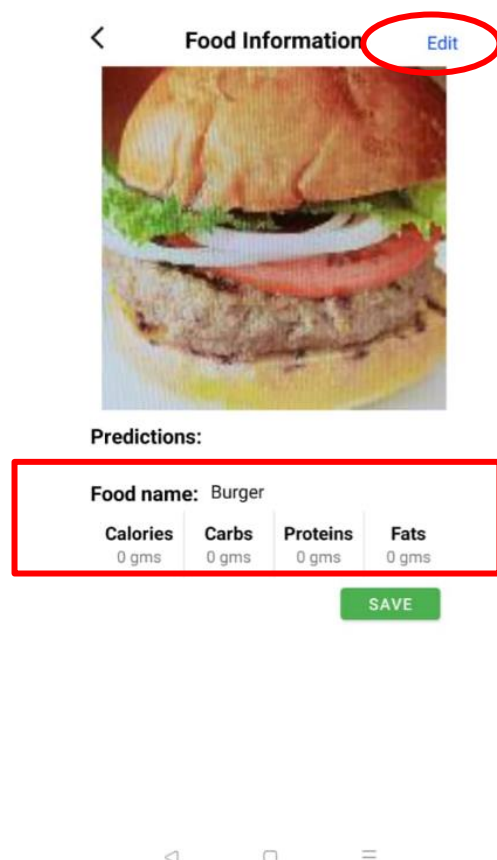 Food Information Edit
Predictions:
Food name: Burger
Calories Carbs Proteins Fats
0 gms 0 gms 0 gms 0 gms
SAVE